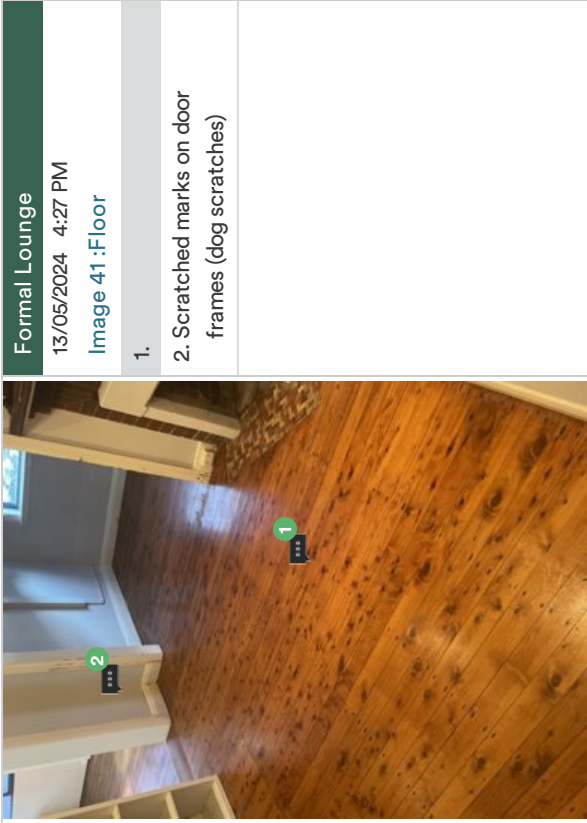 Formal Lounge
13/05/2024 4:27 PM
Image 41 :Floor
1.
2. Scratched marks on door
frames (dog scratches)
1
2